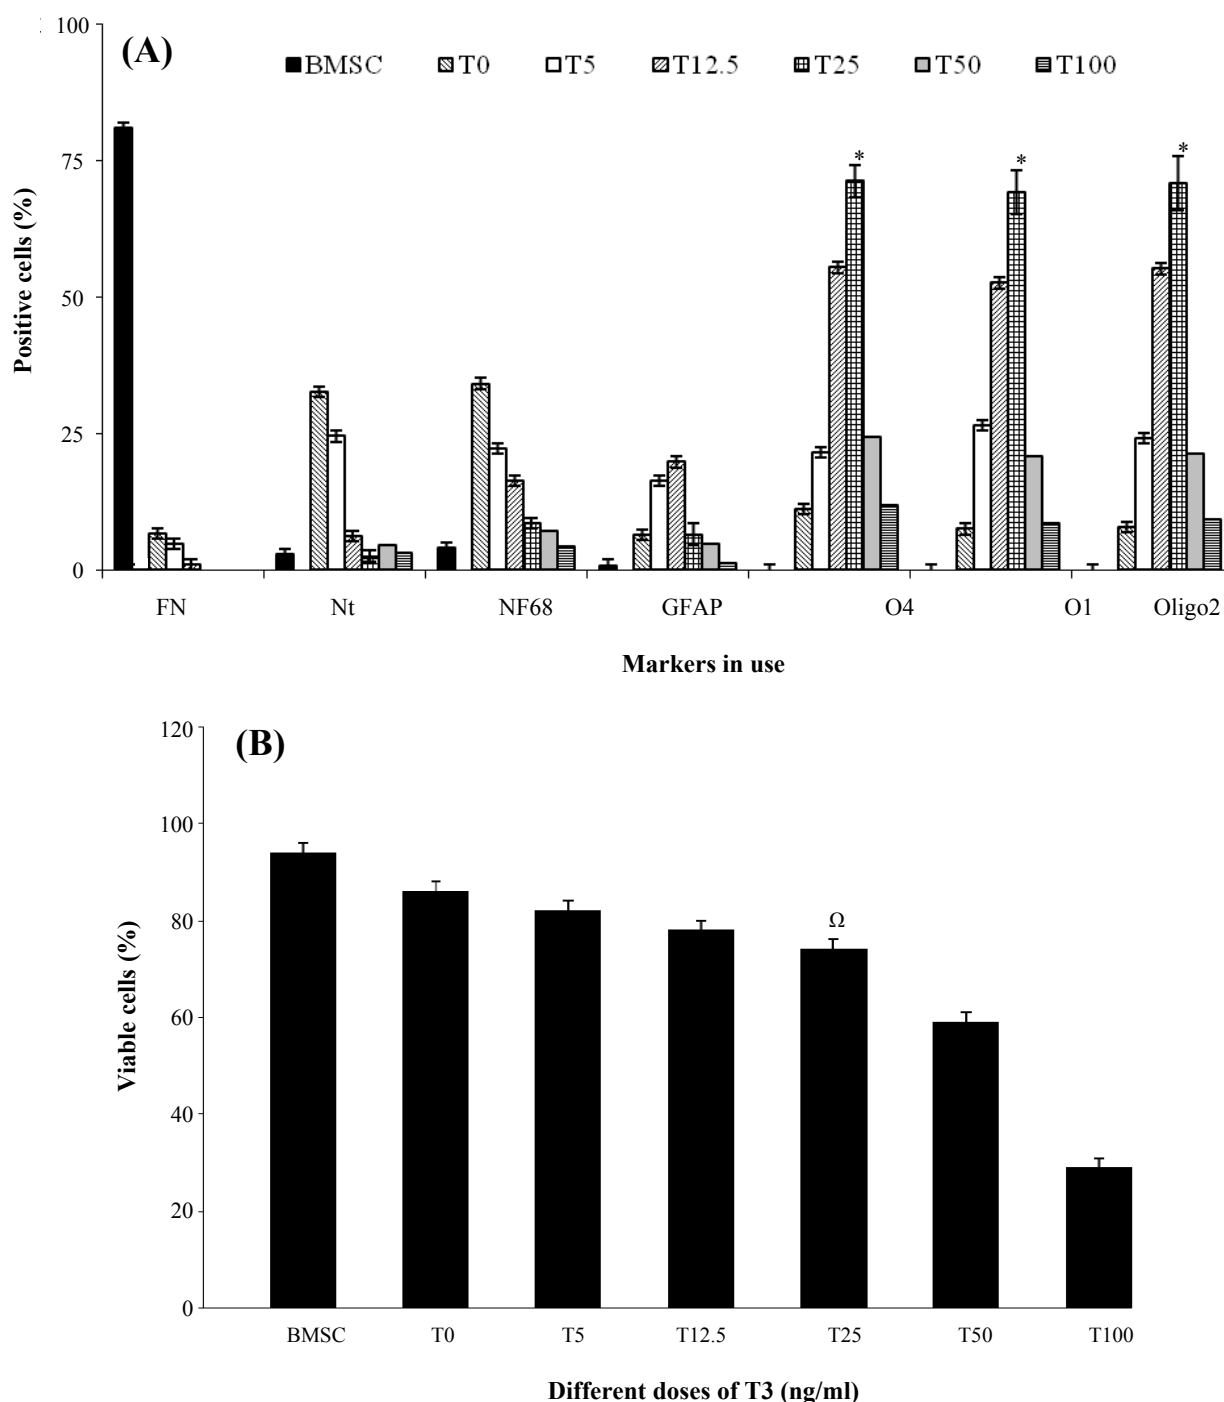 100
(A)
BMSC T0 T5 T12.5 T25 T50 T100
75
* * *
Positive cells (%)
50
25
0
FN Nt NF68 GFAP O4 O1 Oligo2
Markers in use
120
(B)
100
80
Ω
Viable cells (%)
60
40
20
0
BMSC T0 T5 T12.5 T25 T50 T100
Different doses of T3 (ng/ml)